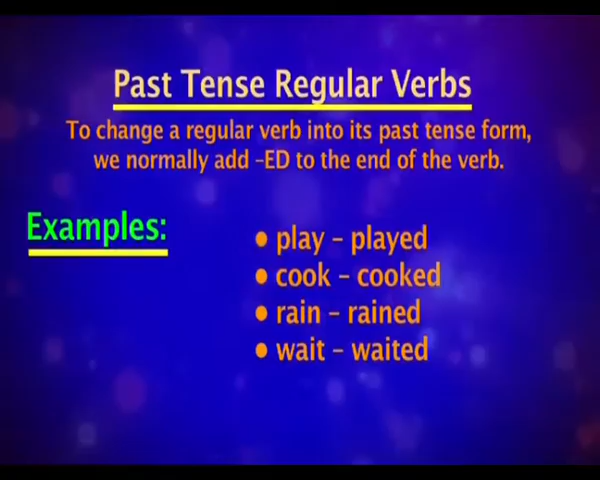 Past Tense Regular Verbs
To change a regular verb into its past tense form,
we normally add –ED to the end of the verb.
Examples:
● play – played
● cook – cooked
● rain – rained
● wait – waited